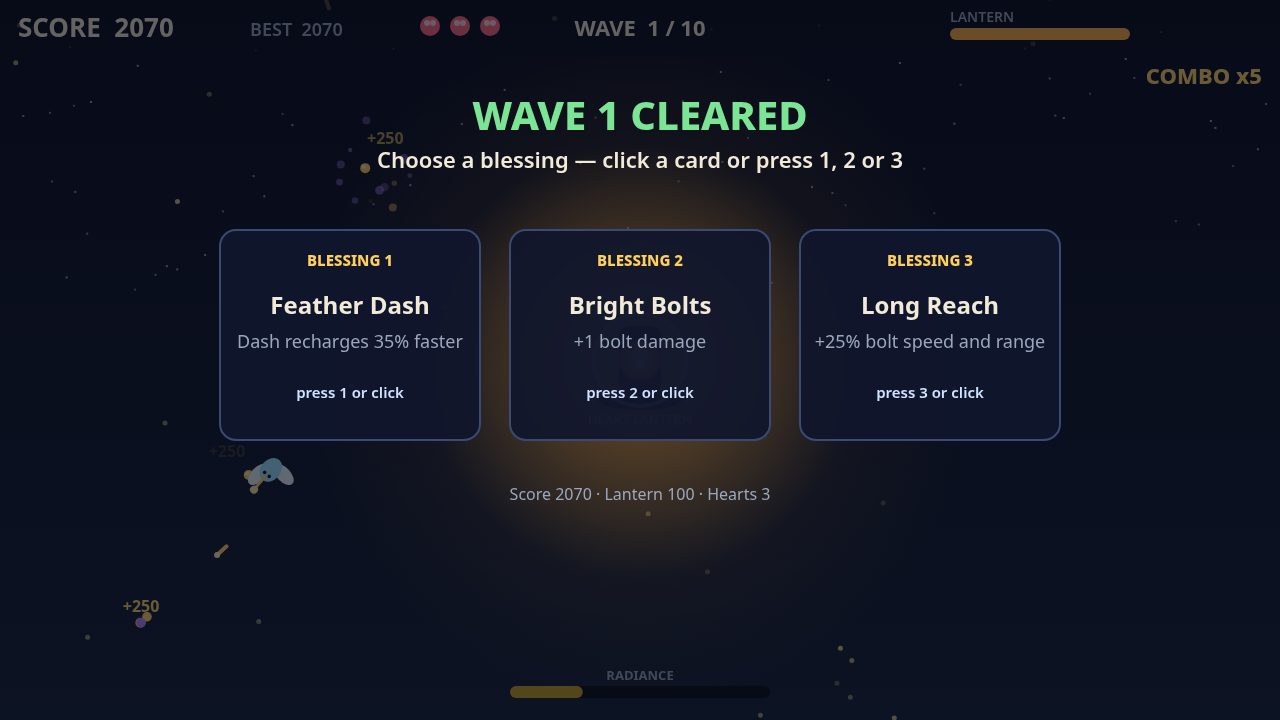 SCORE 2070
BEST 2070
WAVE 1 / 10
LANTERN
COMBO x5
WAVE 1 CLEARED
+250
Choose a blessing — click a card or press 1, 2 or 3
BLESSING 1
Feather Dash
Dash recharges 35% faster
press 1 or click
BLESSING 2
Bright Bolts
+1 bolt damage
press 2 or click
BLESSING 3
Long Reach
+25% bolt speed and range
press 3 or click
+250
Score 2070 · Lantern 100 · Hearts 3
+250
RADIANCE